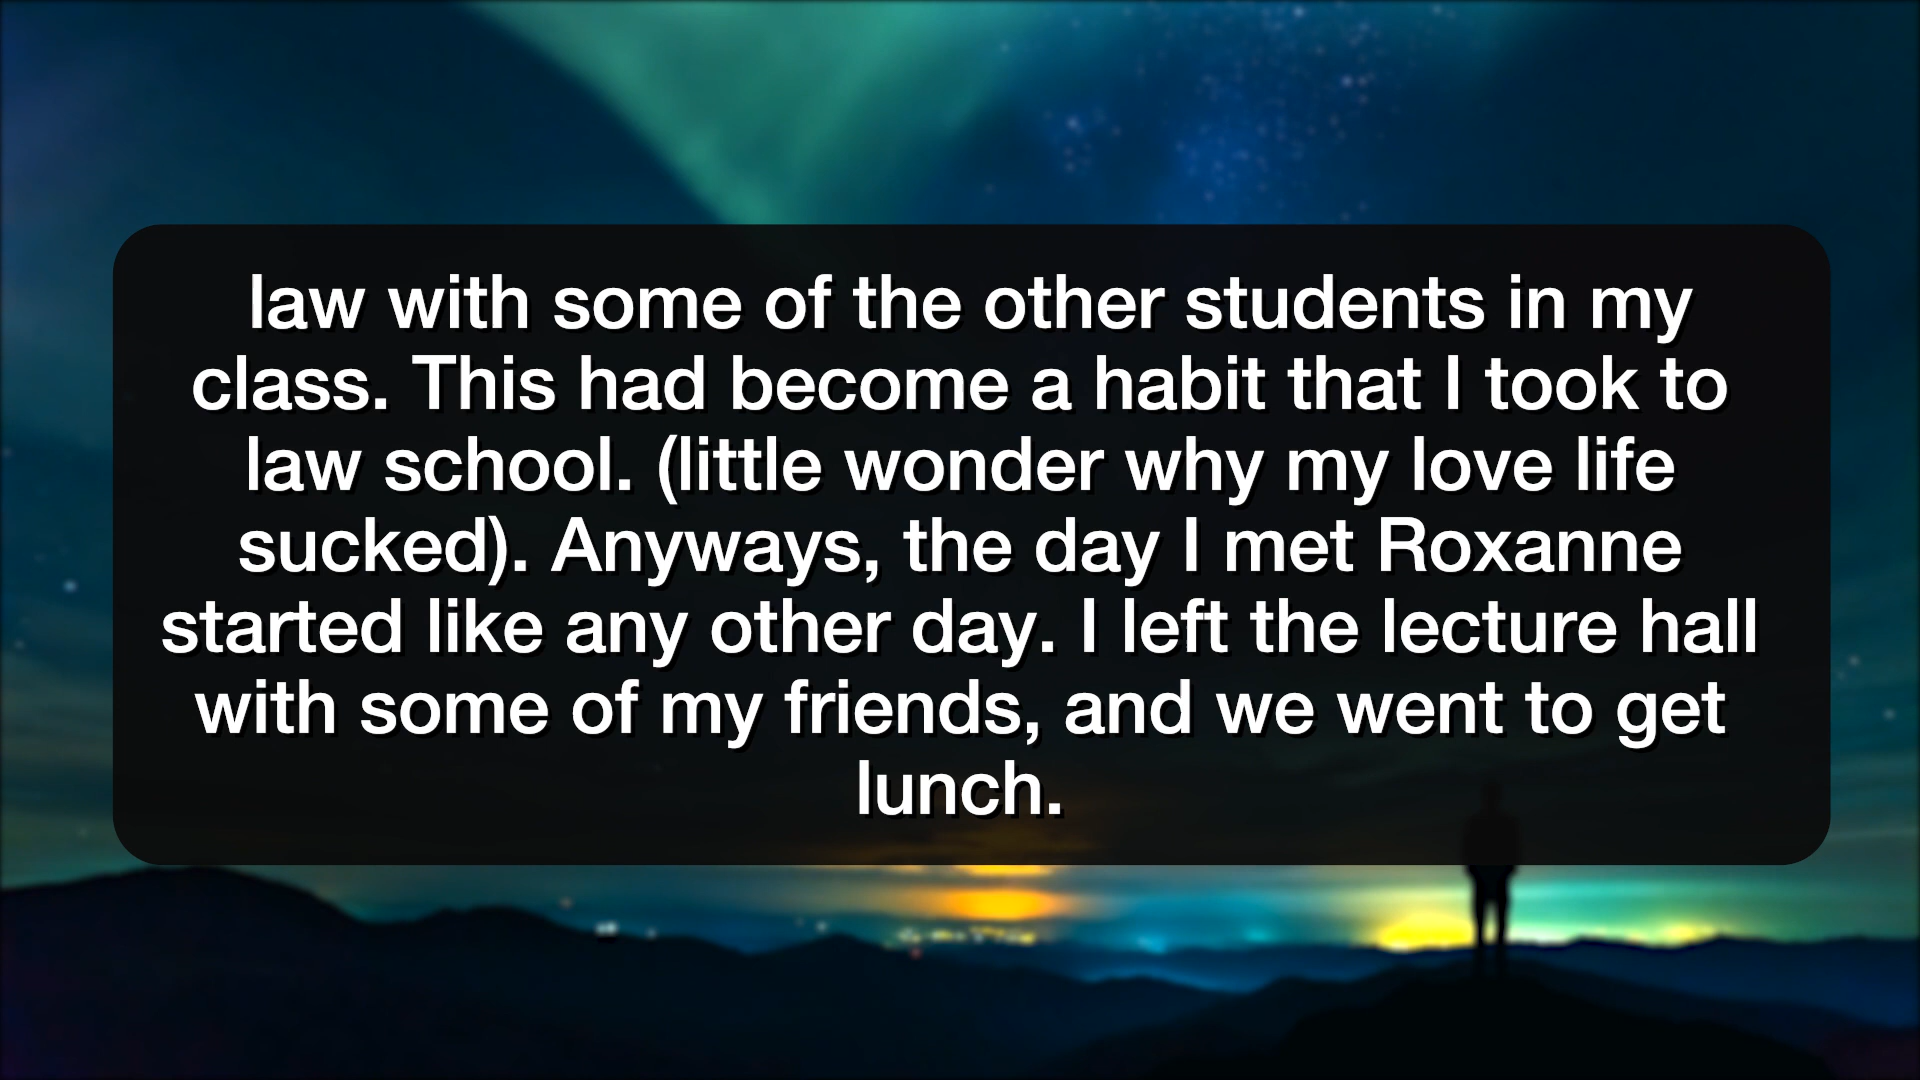 law with some of the other students in my
class. This had become a habit that I took to
law school. (little wonder why my love life
sucked). Anyways, the day I met Roxanne
started like any other day. I left the lecture hall
with some of my friends, and we went to get
lunch.